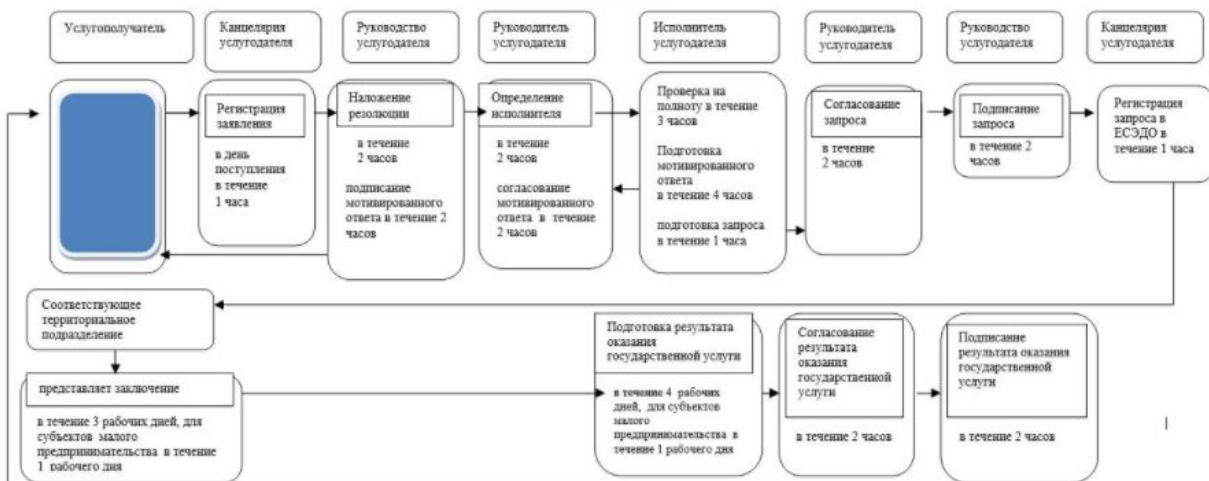 Услугополучатель
Канцелярия
услугодателя
Руководство
услугодателя
Руководитель
услугодателя
Исполнитель
услугодателя
Руководитель
услугодателя
Руководство
услугодателя
Канцелярия
услугодателя
Регистрация
заявления
в день
поступления
в течение
1 часа
Наложение
резолюции
в течение
2 часов
подписание
мотивированного
ответа в течение 2
часов
Определение
исполнителя
в течение
2 часов
согласование
мотивированного
ответа в течение
2 часов
Проверка на
полноту в течение
3 часов
Подготовка
мотивированного
ответа
в течение 4 часов
подготовка запроса
в течение 1 часа
Согласование
запроса
в течение
2 часов
Подписание
запроса
в течение 2
часов
Регистрация
запроса в
ЕСЭДО в
течение 1 часа
Соответствующее
территориальное
подразделение
представляет заключение
в течение 3 рабочих дней, для
субъектов малого
предпринимательства в течение
1 рабочего дня
Подготовка результата
оказания
государственной услуги
в течение 4 рабочих
дней, для субъектов
малого
предпринимательства в
течение 1 рабочего дня
Согласование
результата
оказания
государственной
услуги
в течение 2 часов
Подписание
результата оказания
государственной
услуги
в течение 2 часов